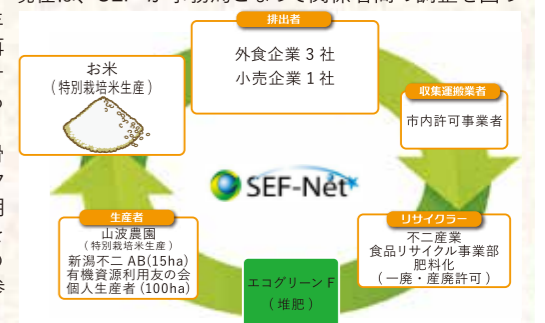 排出者
外食企業 3 社
小売企業 1 社
お米
(特別栽培米生産)
収集運搬業者
市内許可事業者
SEF-Net
生産者
山波農園
(特別栽培米生産)
新潟不二 AB(15ha)
有機資源利用友の会
個人生産者(100ha)
リサイクラー
不二産業
食品リサイクル事業部
肥料化
(一廃・産廃許可)
エコグリーンF
(堆肥)